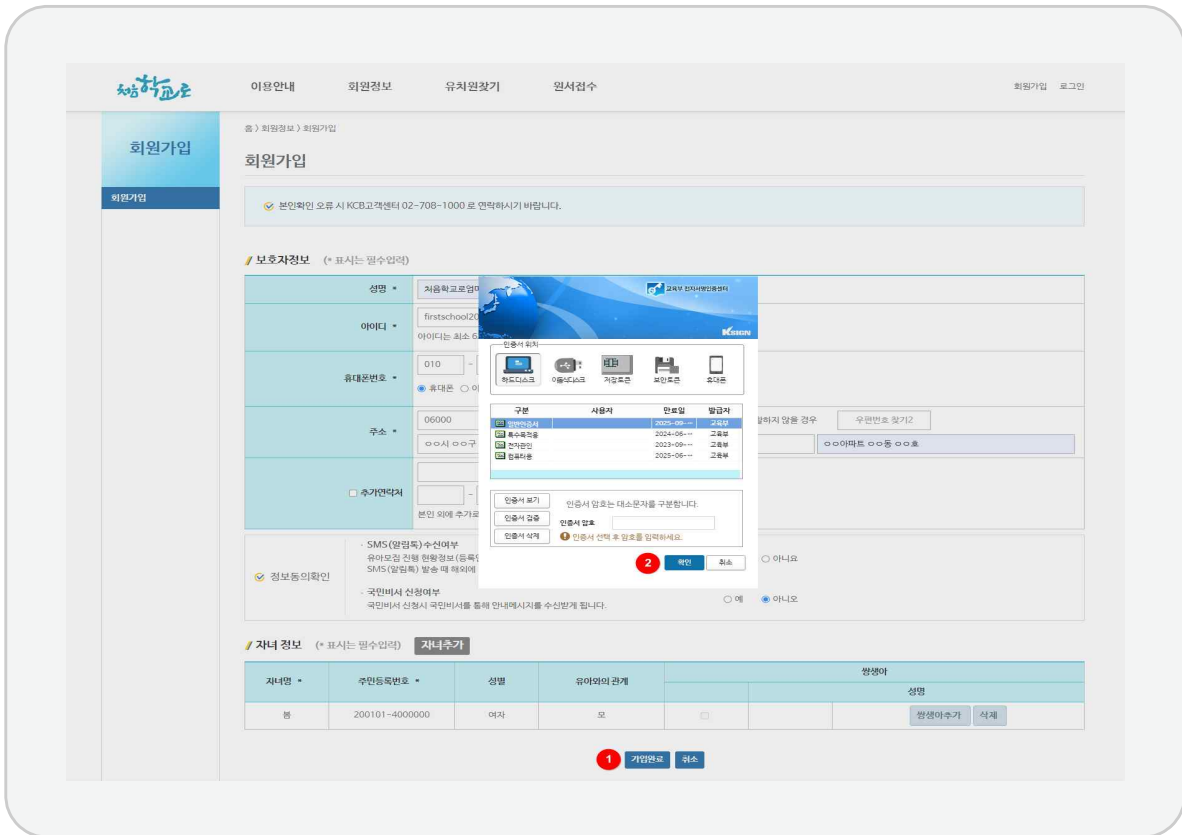 처음학교로
이용안내 회원정보 유치원찾기 원서접수 회원가입 로그인
회원가입
회원가입
홈 〉 회원정보 〉 회원가입
회원가입
본인확인 오류 시 KCB고객센터 02-708-1000 로 연락하시기 바랍니다.
보호자정보 (* 표시는 필수입력)
성명 * 처음학교로엄마
아이디 * firstschool20
아이디는 최소 6
휴대폰번호 * 010 -
휴대폰
주소 * 06000 하지 않을 경우 우편번호 찾기2
ㅇㅇ시 ㅇㅇ구 ㅇㅇ아파트 ㅇㅇ동 ㅇㅇ호
추가연락처 -
본인 외에 추가로
정보동의확인
· SMS(알림톡)수신여부
유아모집 진행 현황정보(등록
SMS(알림톡) 발송 때 해외에 아니요
· 국민비서 신청여부
국민비서 신청시 국민비서를 통해 안내메시지를 수신받게 됩니다. 예 아니오
교육부 전자서명인증센터
KSIGN
인증서 위치
하드디스크 이동식디스크 저장토큰 보안토큰 휴대폰
구분 사용자 만료일 발급자
일반인증서 2025-09--- 교육부
특수목적용 2024-06--- 교육부
전자관인 2023-09--- 교육부
컴퓨터용 2025-06-- 교육부
인증서 보기 인증서 암호는 대소문자를 구분합니다.
인증서 검증 인증서 암호
인증서 삭제 인증서 선택 후 암호를 입력하세요.
2 확인 취소
자녀 정보 (* 표시는 필수입력) 자녀추가
자녀명 * 주민등록번호 * 성별 유아와의 관계 쌍생아
성명
봄 200101-4000000 여자 모 쌍생아추가 삭제
1 가입완료 취소